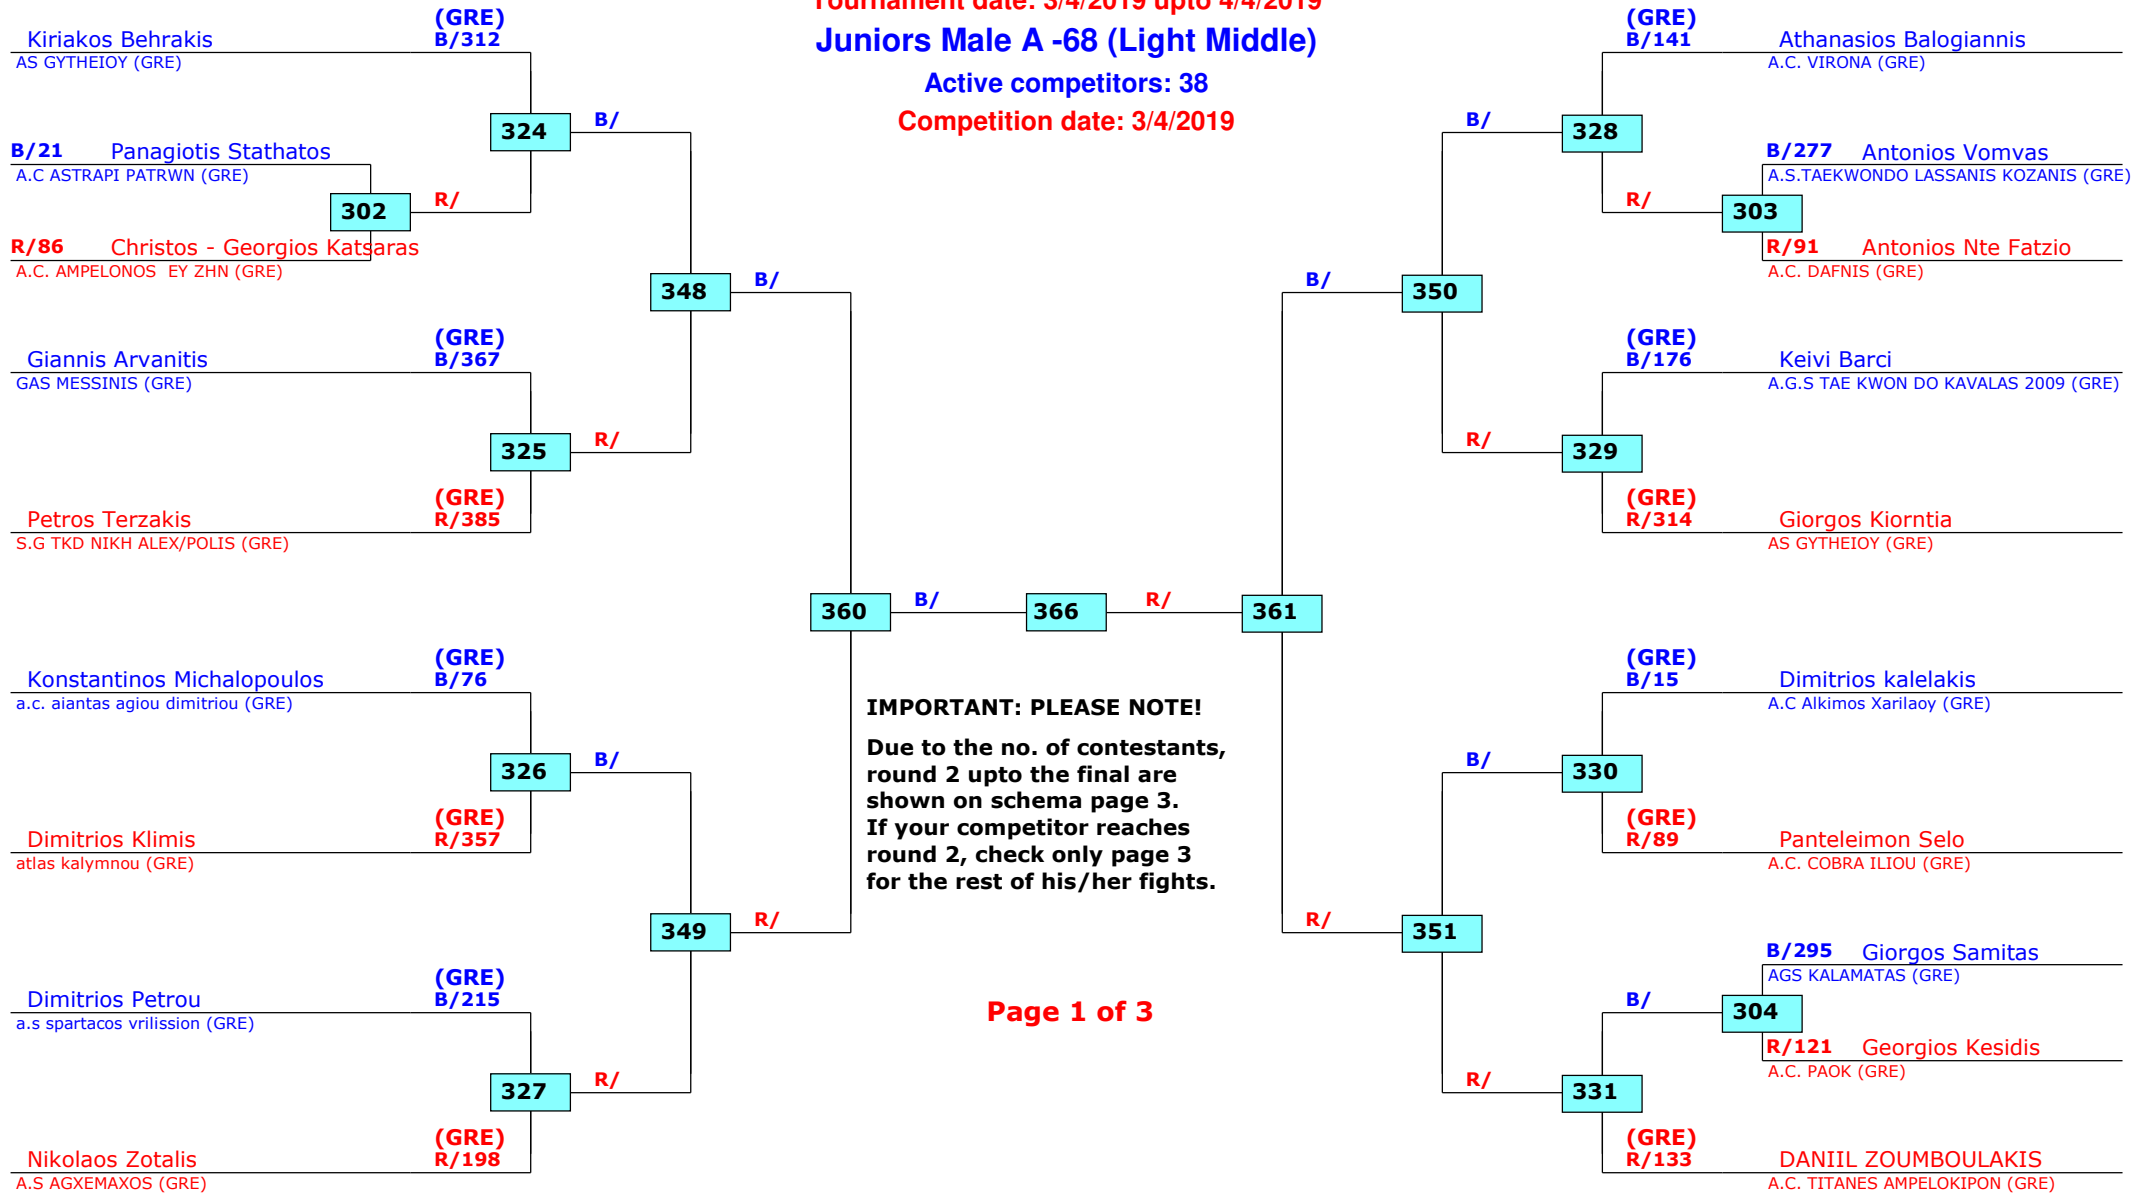 Tournament date: 3/4/2019 upto 4/4/2019
Juniors Male A -68 (Light Middle)
Active competitors: 38
Competition date: 3/4/2019
(GRE)
Kiriakos Behrakis B/312
AS GYTHEIOY (GRE)
324
B/
B/21 Panagiotis Stathatos
A.C ASTRAPI PATRWN (GRE)
302
R/
R/86 Christos - Georgios Katsaras
A.C. AMPELONOS EY ZHN (GRE)
348
B/
(GRE)
Giannis Arvanitis B/367
GAS MESSINIS (GRE)
325
R/
(GRE)
Petros Terzakis R/385
S.G TKD NIKH ALEX/POLIS (GRE)
360
B/
366
R/
361
(GRE)
Konstantinos Michalopoulos B/76
a.c. aiantas agiou dimitriou (GRE)
326
B/
(GRE)
Dimitrios Klimis R/357
atlas kalymnou (GRE)
349
R/
(GRE)
Dimitrios Petrou B/215
a.s spartacos vrilission (GRE)
327
R/
(GRE)
Nikolaos Zotalis R/198
A.S AGXEMAXOS (GRE)
IMPORTANT: PLEASE NOTE!
Due to the no. of contestants,
round 2 upto the final are
shown on schema page 3.
If your competitor reaches
round 2, check only page 3
for the rest of his/her fights.
Page 1 of 3
(GRE)
B/141 Athanasios Balogiannis
A.C. VIRONA (GRE)
B/
328
B/277 Antonios Vomvas
A.S.TAEKWONDO LASSANIS KOZANIS (GRE)
R/
303
R/91 Antonios Nte Fatzio
A.C. DAFNIS (GRE)
B/
350
(GRE)
B/176 Keivi Barci
A.G.S TAE KWON DO KAVALAS 2009 (GRE)
R/
329
(GRE)
R/314 Giorgos Kiorntia
AS GYTHEIOY (GRE)
(GRE)
B/15 Dimitrios kalelakis
A.C Alkimos Xarilaoy (GRE)
B/
330
(GRE)
R/89 Panteleimon Selo
A.C. COBRA ILIOU (GRE)
R/
351
B/295 Giorgos Samitas
AGS KALAMATAS (GRE)
B/
304
R/121 Georgios Kesidis
A.C. PAOK (GRE)
R/
331
(GRE)
R/133 DANIIL ZOUMBOULAKIS
A.C. TITANES AMPELOKIPON (GRE)